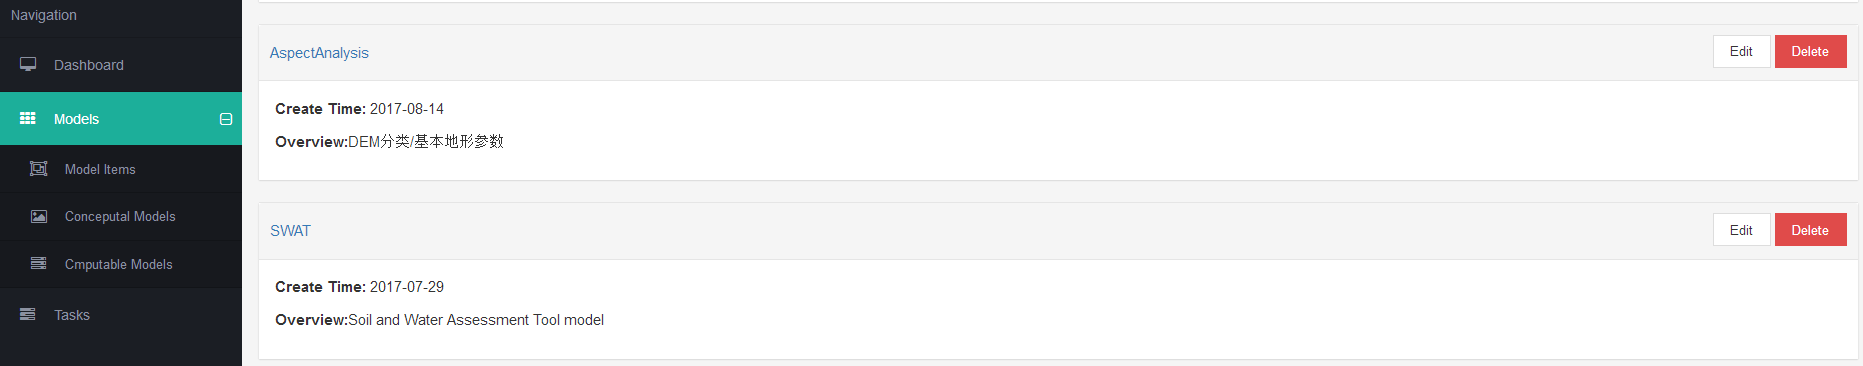 Navigation
Dashboard
Models
Model Items
Conceputal Models
Cmputable Models
Tasks
AspectAnalysis
Edit
Delete
Create Time: 2017-08-14
Overview:DEM分类/基本地形参数
SWAT
Edit
Delete
Create Time: 2017-07-29
Overview:Soil and Water Assessment Tool model